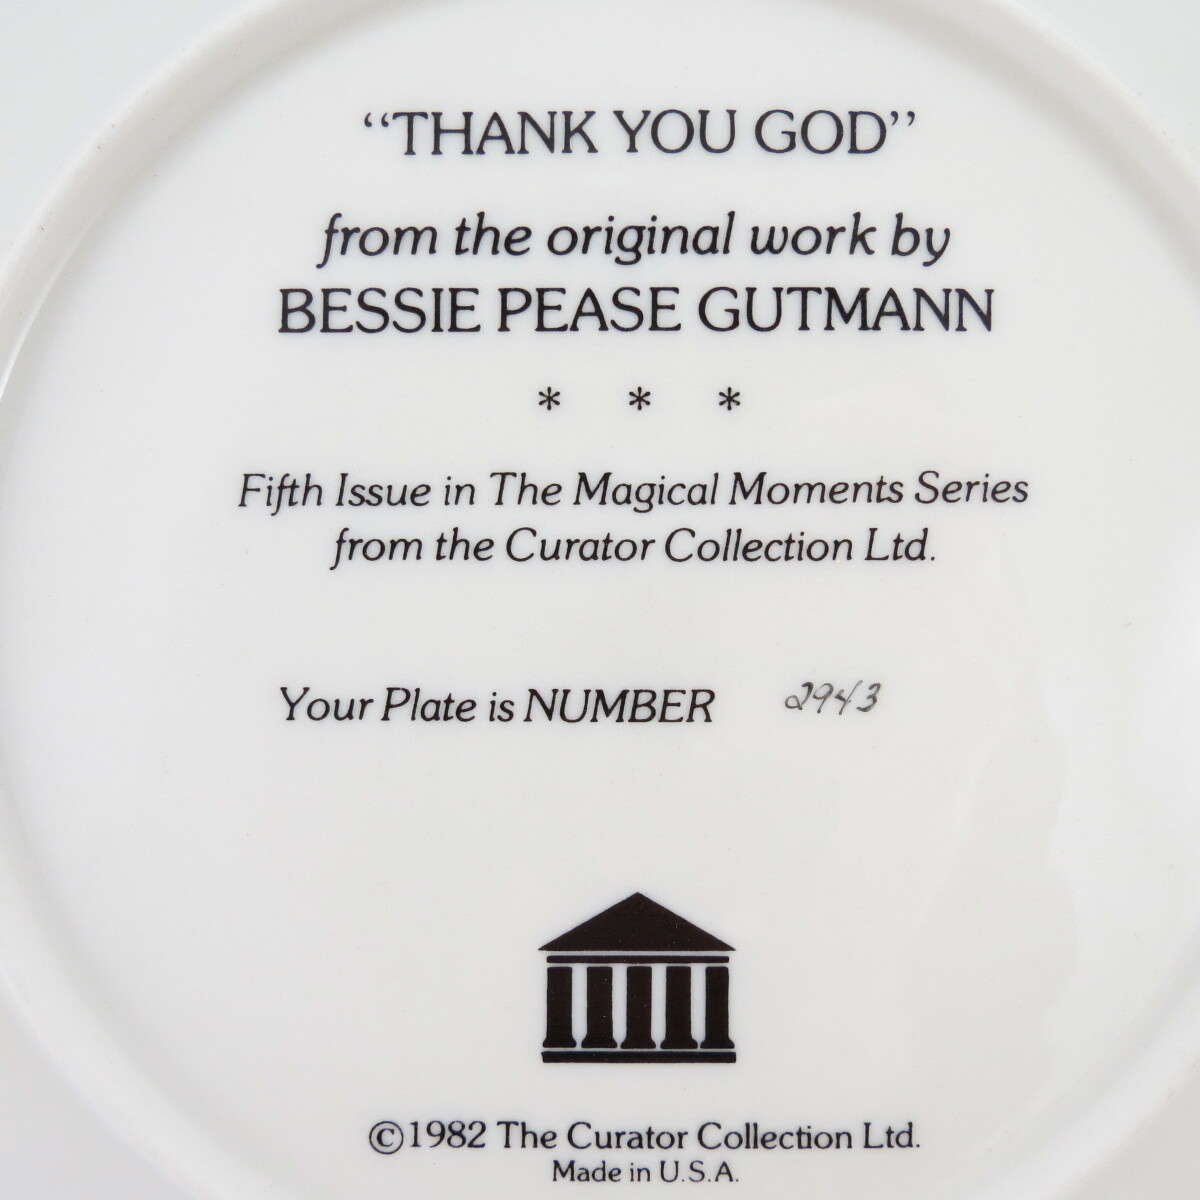 “THANK YOU GOD”
from the original work by
BESSIE PEASE GUTMANN
* * *
Fifth Issue in The Magical Moments Series
from the Curator Collection Ltd.
Your Plate is NUMBER 2943
©1982 The Curator Collection Ltd.
Made in U.S.A.